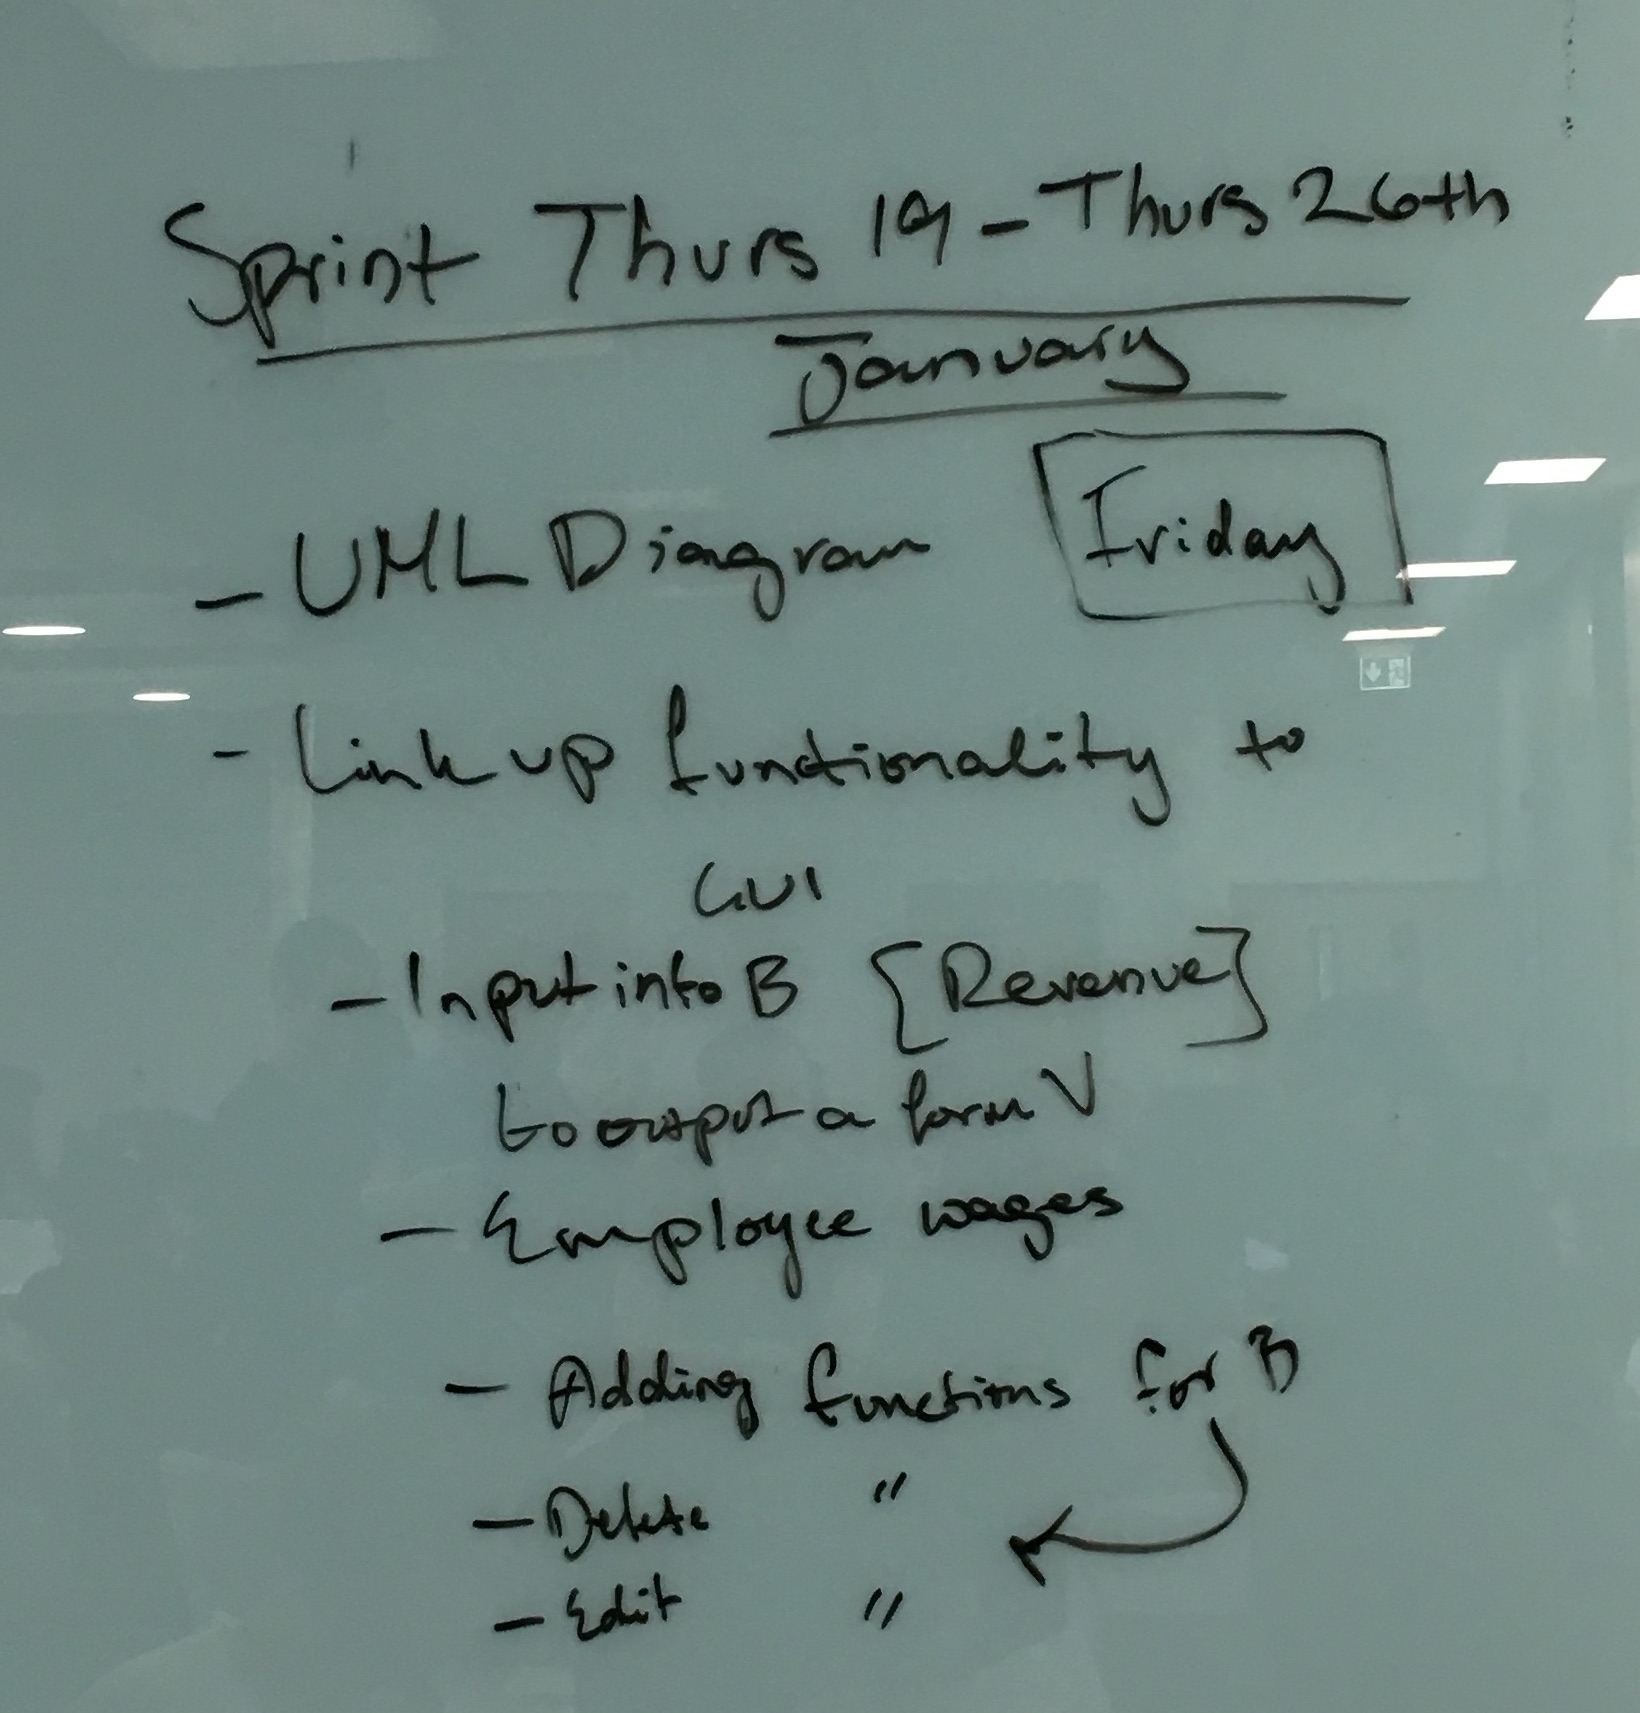 Sprint Thurs 19 - Thurs 26th
January
- UML Diagram Friday
- Link up functionality to
GUI
- Input into B [Revenue]
to output a form V
- Employee wages
- Adding functions for B
- Delete "
- Edit "